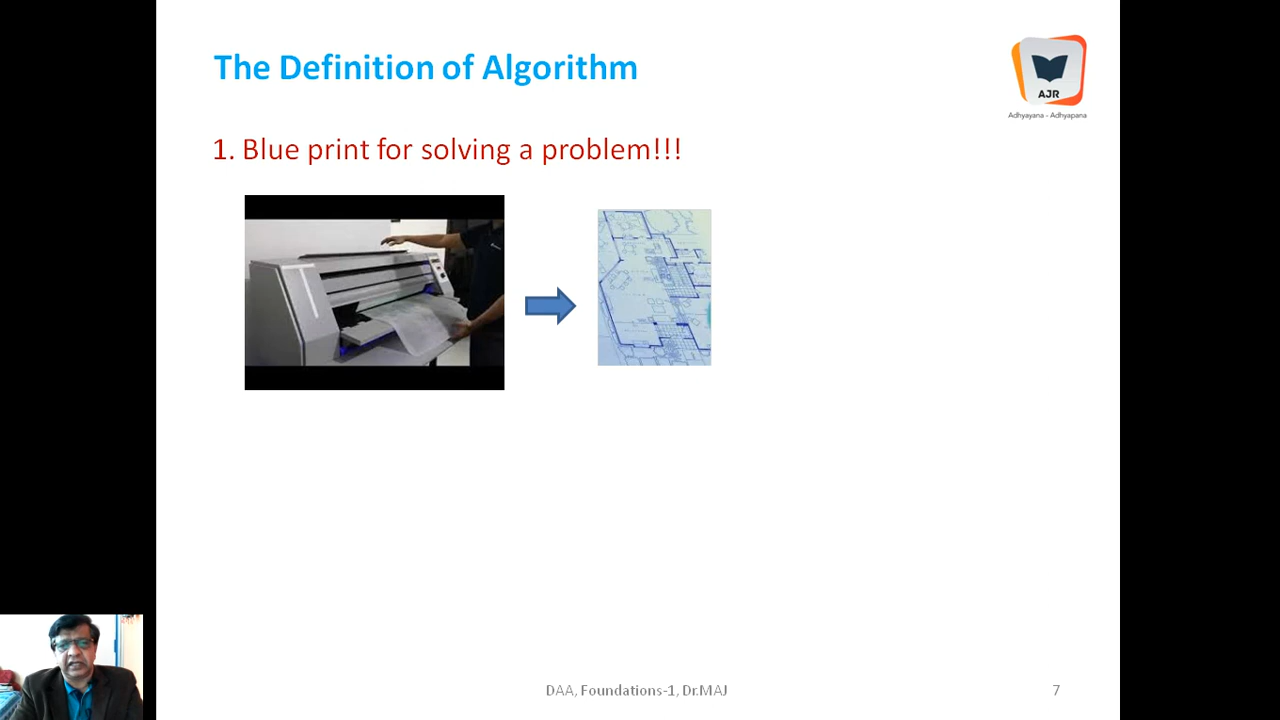 The Definition of Algorithm
AJR
Adhyayana - Adhyapana
1. Blue print for solving a problem!!!
DAA, Foundations-1, Dr.MAJ
7